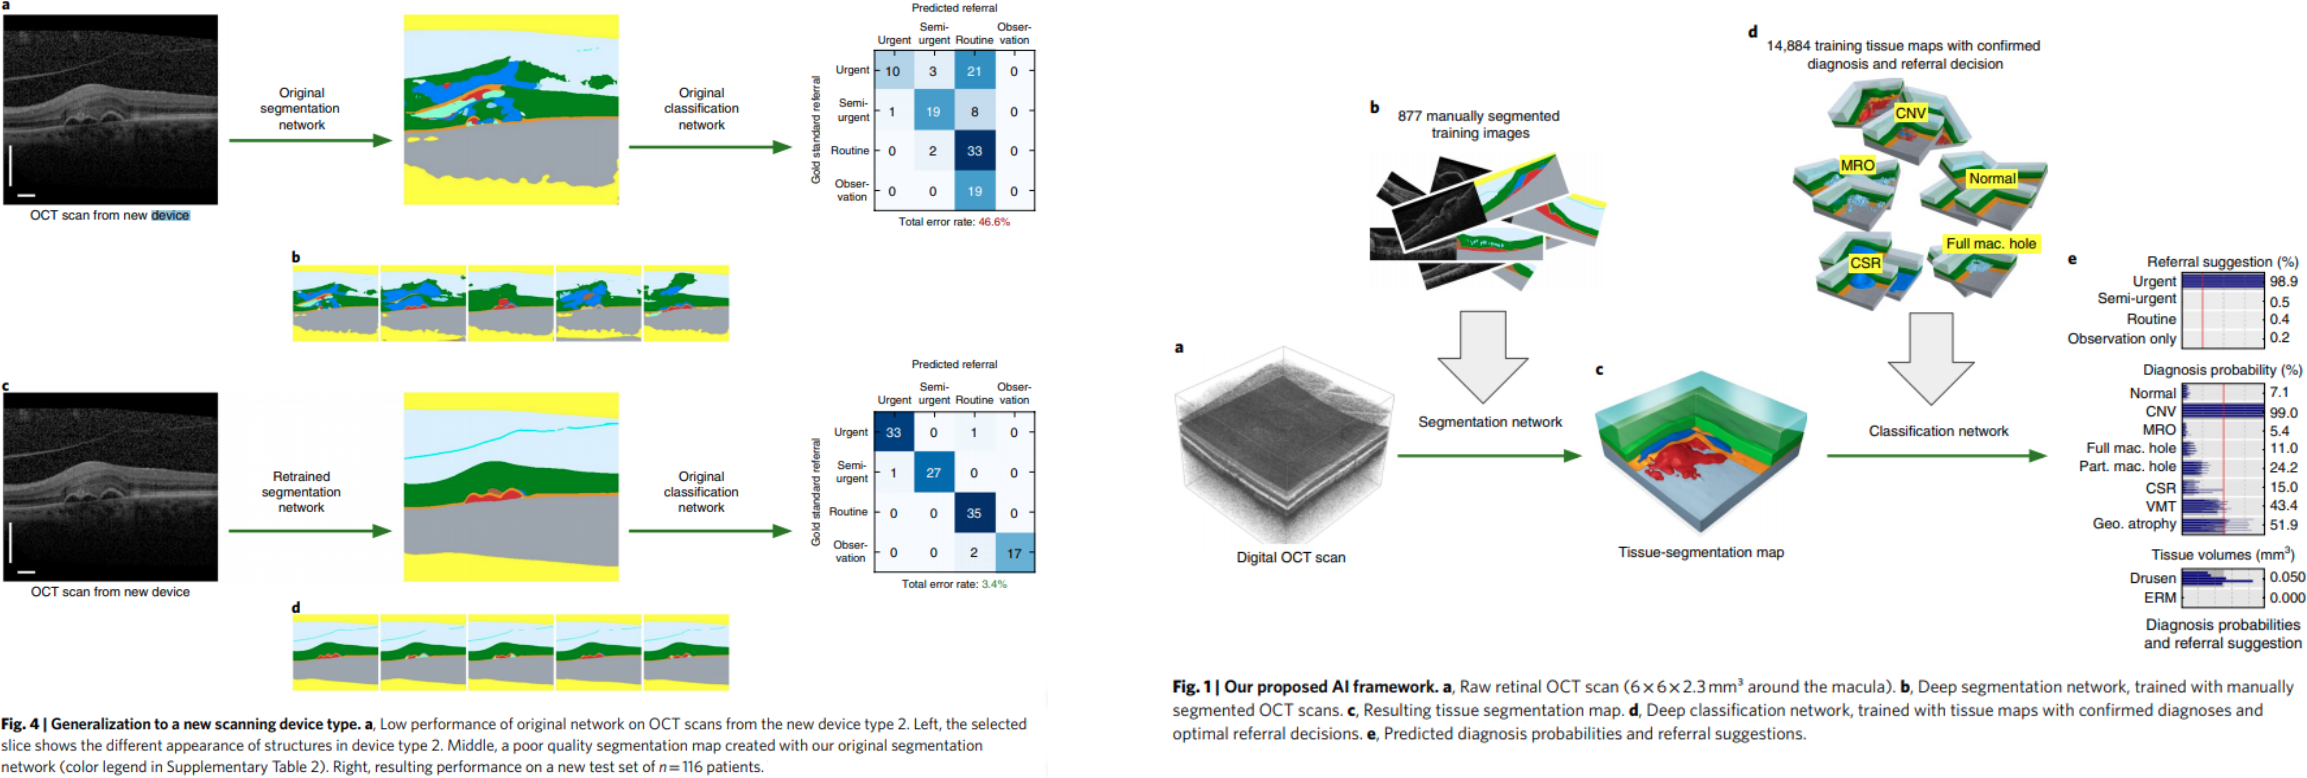 a
Predicted referral
Semi- Obser-
Urgent urgent Routine vation
Original
segmentation
network
Original
classification
network
Gold standard referral
Urgent 10 3 21 0
Semi-
urgent 1 19 8 0
Routine 0 2 33 0
Obser-
vation 0 0 19 0
OCT scan from new device
Total error rate: 46.6%
b
c
Predicted referral
Semi- Obser-
Urgent urgent Routine vation
Retrained
segmentation
network
Original
classification
network
Gold standard referral
Urgent 33 0 1 0
Semi-
urgent 1 27 0 0
Routine 0 0 35 0
Obser-
vation 0 0 2 17
OCT scan from new device
Total error rate: 3.4%
d
Fig. 4 | Generalization to a new scanning device type. a, Low performance of original network on OCT scans from the new device type 2. Left, the selected
slice shows the different appearance of structures in device type 2. Middle, a poor quality segmentation map created with our original segmentation
network (color legend in Supplementary Table 2). Right, resulting performance on a new test set of n=116 patients.
a
Digital OCT scan
b
877 manually segmented
training images
Segmentation network
c
Tissue-segmentation map
d
14,884 training tissue maps with confirmed
diagnosis and referral decision
CNV
MRO
Normal
Full mac. hole
CSR
Classification network
e
Referral suggestion (%)
Urgent 98.9
Semi-urgent 0.5
Routine 0.4
Observation only 0.2
Diagnosis probability (%)
Normal 7.1
CNV 99.0
MRO 5.4
Full mac. hole 11.0
Part. mac. hole 24.2
CSR 15.0
VMT 43.4
Geo. atrophy 51.9
Tissue volumes (mm³)
Drusen 0.050
ERM 0.000
Diagnosis probabilities
and referral suggestion
Fig. 1 | Our proposed AI framework. a, Raw retinal OCT scan (6 × 6 × 2.3 mm³ around the macula). b, Deep segmentation network, trained with manually
segmented OCT scans. c, Resulting tissue segmentation map. d, Deep classification network, trained with tissue maps with confirmed diagnoses and
optimal referral decisions. e, Predicted diagnosis probabilities and referral suggestions.